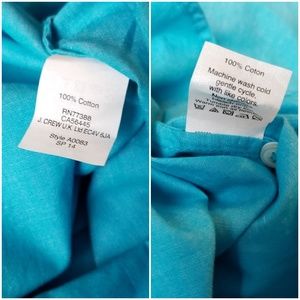 100% Cotton
RN77388
CA56445
J. CREW U.K. Ltd EC4V 6JA
Style A0083
SP 14
100% Cotton
Machine wash cold
gentle cycle,
with like colors.